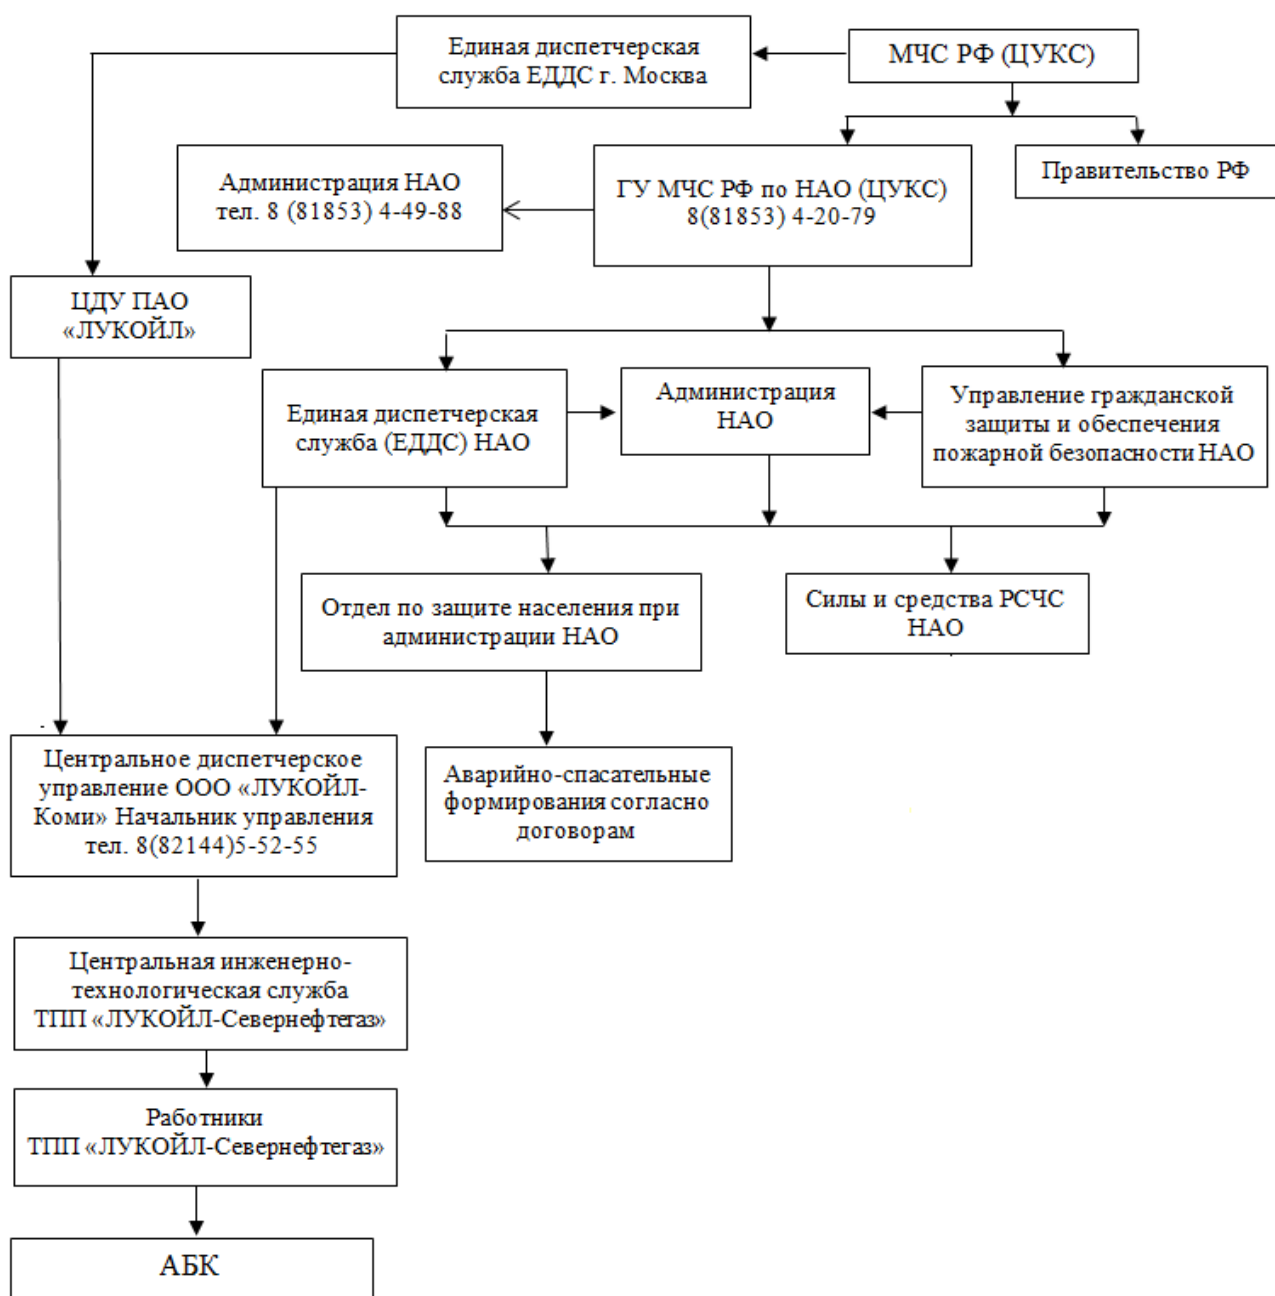 Единая диспетчерская
служба ЕДДС г. Москва
МЧС РФ (ЦУКС)
Администрация НАО
тел. 8 (81853) 4-49-88
ГУ МЧС РФ по НАО (ЦУКС)
8(81853) 4-20-79
Правительство РФ
ЦДУ ПАО
«ЛУКОЙЛ»
Единая диспетчерская
служба (ЕДДС) НАО
Администрация
НАО
Управление гражданской
защиты и обеспечения
пожарной безопасности НАО
Отдел по защите населения при
администрации НАО
Силы и средства РСЧС
НАО
Центральное диспетчерское
управление ООО «ЛУКОЙЛ-
Коми» Начальник управления
тел. 8(82144)5-52-55
Аварийно-спасательные
формирования согласно
договорам
Центральная инженерно-
технологическая служба
ТПП «ЛУКОЙЛ-Севернефтегаз»
Работники
ТПП «ЛУКОЙЛ-Севернефтегаз»
АБК